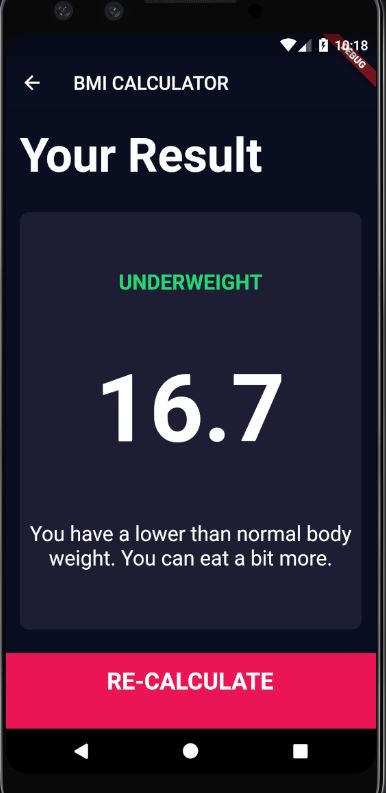 10:18
DEBUG
BMI CALCULATOR
Your Result
UNDERWEIGHT
16.7
You have a lower than normal body
weight. You can eat a bit more.
RE-CALCULATE